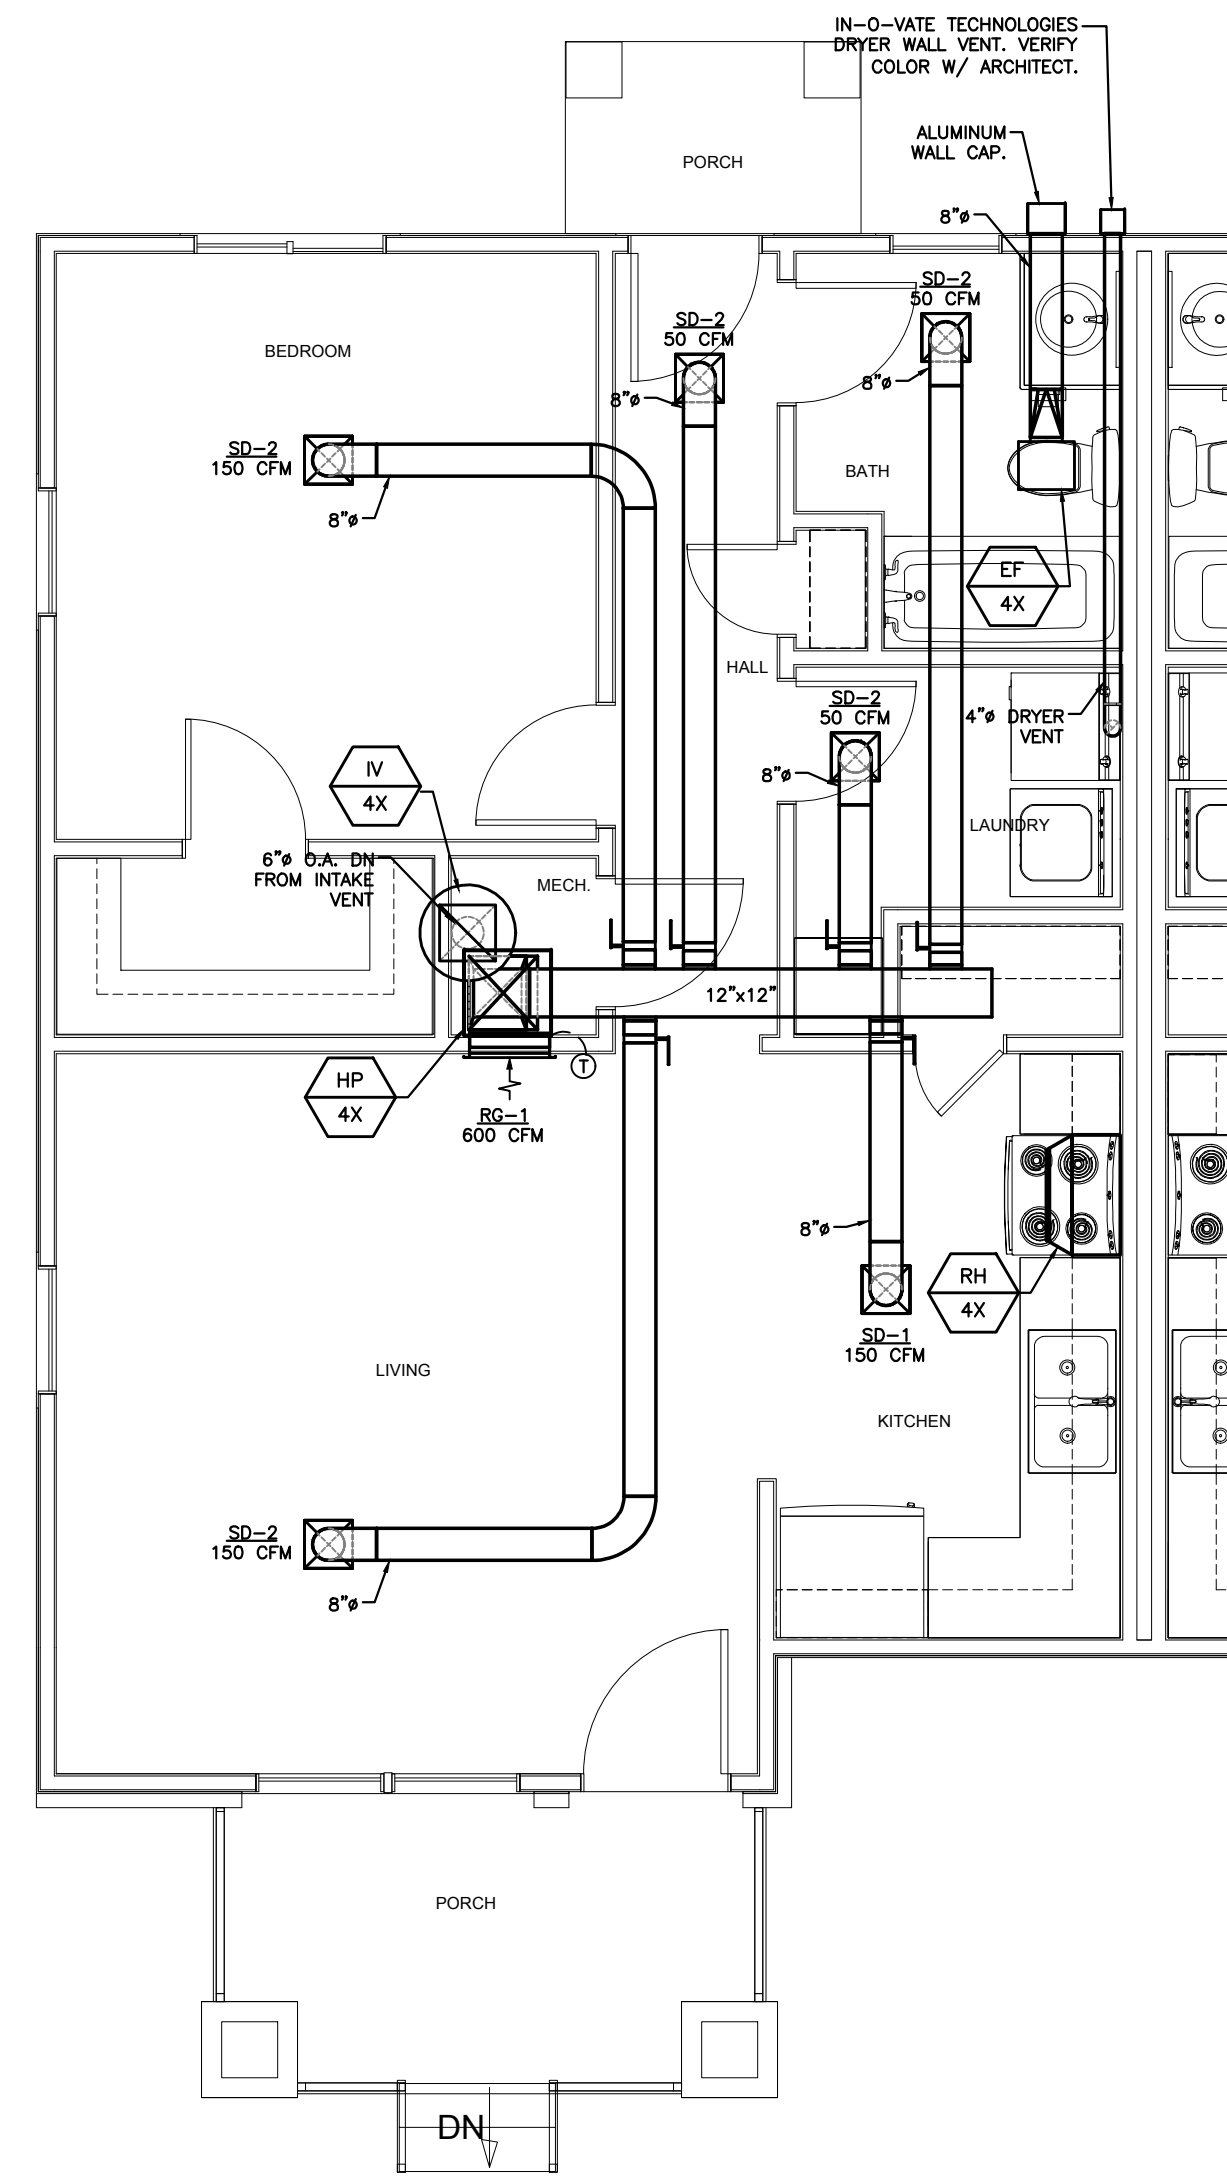 IN-O-VATE TECHNOLOGIES
DRYER WALL VENT. VERIFY
COLOR W/ ARCHITECT.
ALUMINUM
WALL CAP.
PORCH
8"ø
SD-2
50 CFM
SD-2
50 CFM
BEDROOM
8"ø
8"ø
SD-2
150 CFM
BATH
8"ø
EF
4X
HALL
SD-2
50 CFM
4"ø DRYER
VENT
IV
4X
8"ø
LAUNDRY
6"ø O.A. DN
FROM INTAKE
VENT
MECH.
12"x12"
HP
4X
T
RG-1
600 CFM
8"ø
RH
4X
SD-1
150 CFM
LIVING
KITCHEN
SD-2
150 CFM
8"ø
PORCH
DN